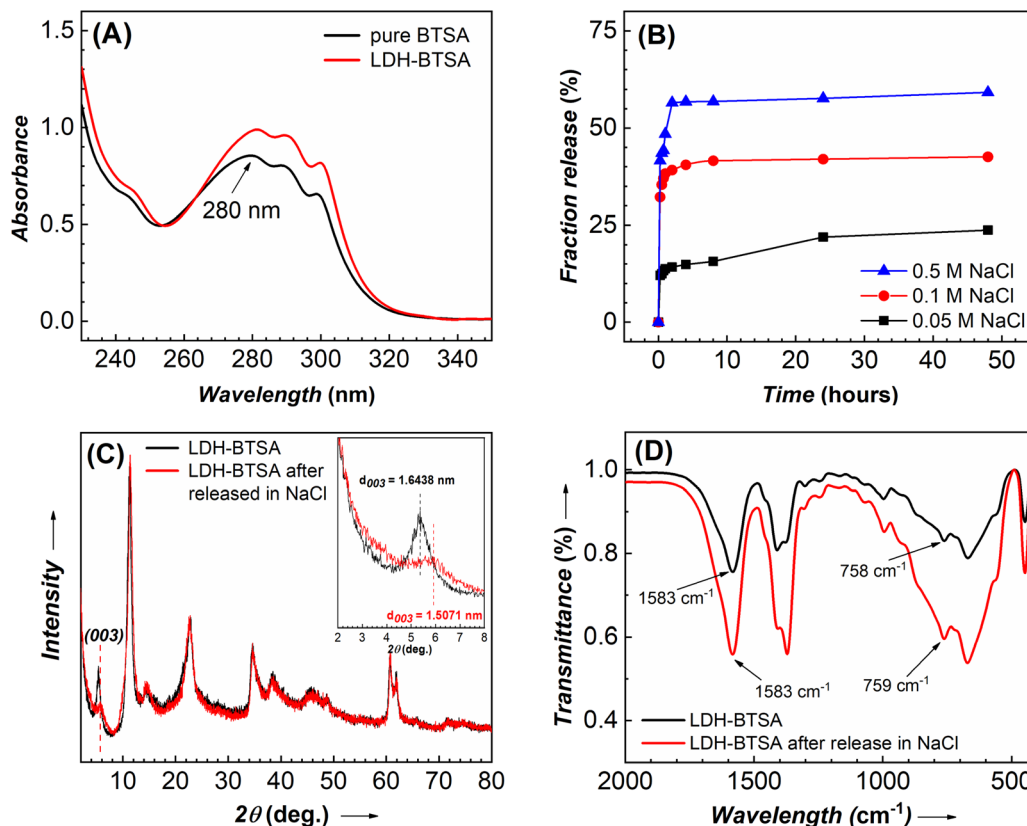 (A)
pure BTSA
LDH-BTSA
280 nm
1.5
1.0
0.5
0.0
Absorbance
240 260 280 300 320 340
Wavelength (nm)
(B)
75
50
25
0
Fraction release (%)
0.5 M NaCl
0.1 M NaCl
0.05 M NaCl
0 10 20 30 40 50
Time (hours)
(C)
LDH-BTSA
LDH-BTSA after
released in NaCl
(003)
Intensity
d003 = 1.6438 nm
d003 = 1.5071 nm
2 3 4 5 6 7 8
2θ (deg.)
10 20 30 40 50 60 70 80
2θ (deg.)
(D)
1.0
0.8
0.6
0.4
Transmittance (%)
1583 cm-1
758 cm-1
1583 cm-1
759 cm-1
LDH-BTSA
LDH-BTSA after release in NaCl
2000 1500 1000 500
Wavelength (cm-1)